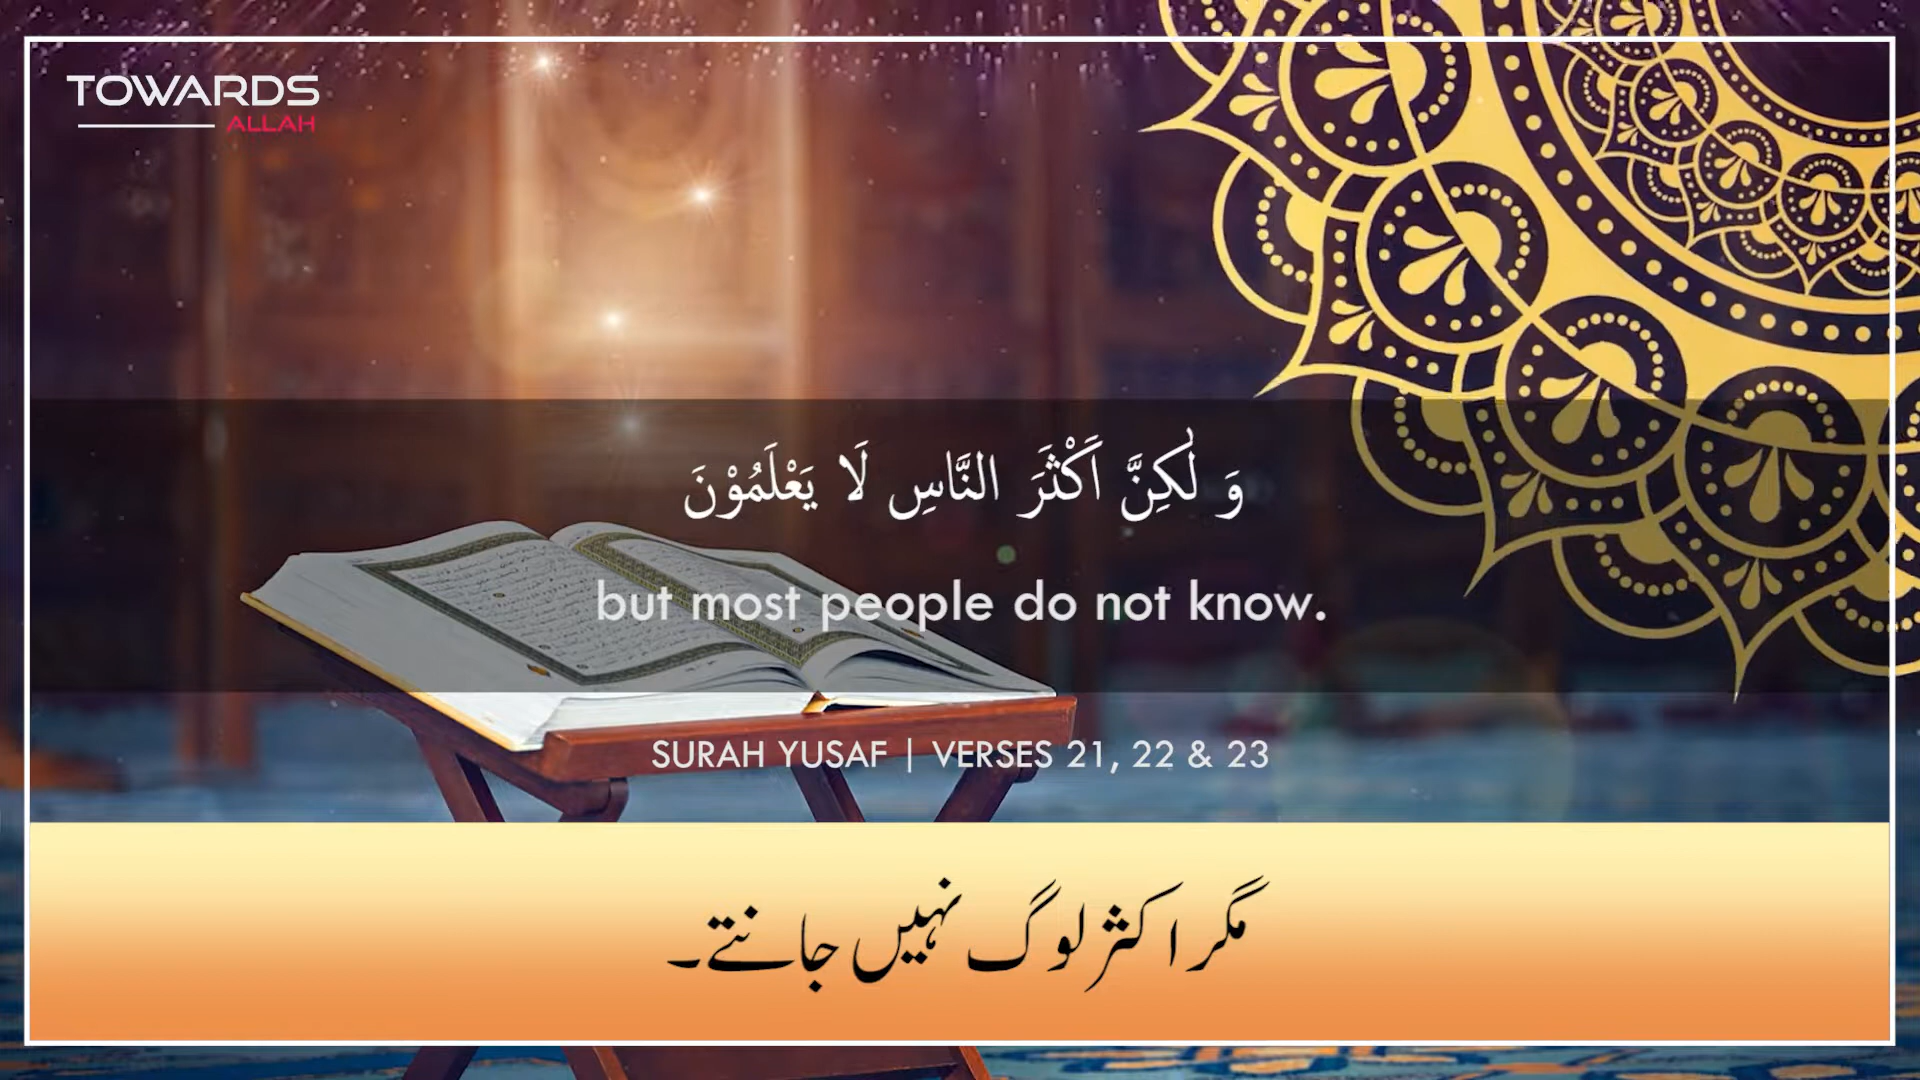 TOWARDS
ALLAH
وَ لٰكِنَّ اَكْثَرَ النَّاسِ لَا يَعْلَمُوْنَ
but most people do not know.
SURAH YUSAF | VERSES 21, 22 & 23
مگر اکثر لوگ نہیں جانتے۔